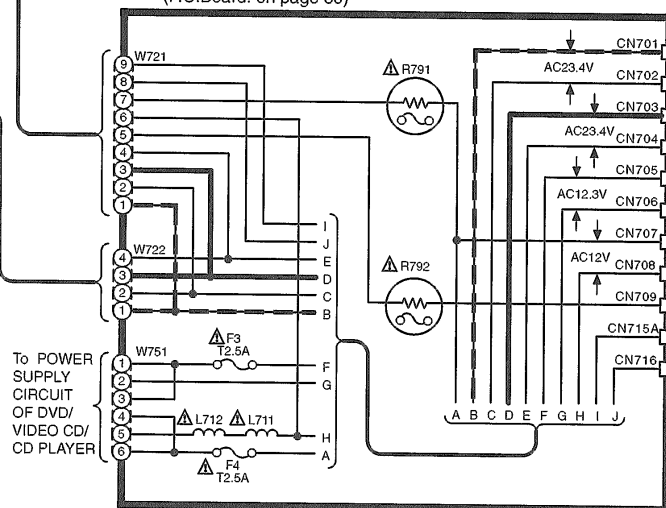 (P.C.Board: on page 60)
W721
9
8
7
6
5
4
3
2
1
W722
4
3
2
1
To POWER
SUPPLY
CIRCUIT
OF DVD/
VIDEO CD/
CD PLAYER
W751
1
2
3
4
5
6
R791
R792
F3
T2.5A
L712
L711
F4
T2.5A
I
J
E
D
C
B
F
G
H
A
CN701
AC23.4V
CN702
CN703
AC23.4V
CN704
CN705
AC12.3V
CN706
CN707
AC12V
CN708
CN709
CN715A
CN716
A B C D E F G H I J